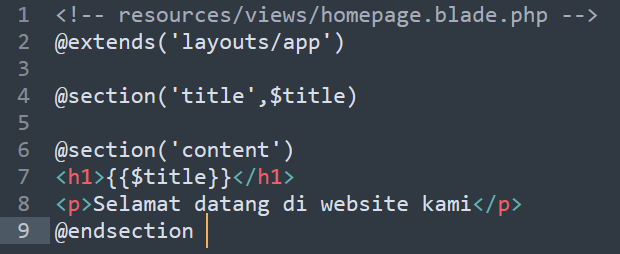 1 <!-- resources/views/homepage.blade.php -->
2 @extends('layouts/app')
3
4 @section('title',$title)
5
6 @section('content')
7 <h1>{{$title}}</h1>
8 <p>Selamat datang di website kami</p>
9 @endsection